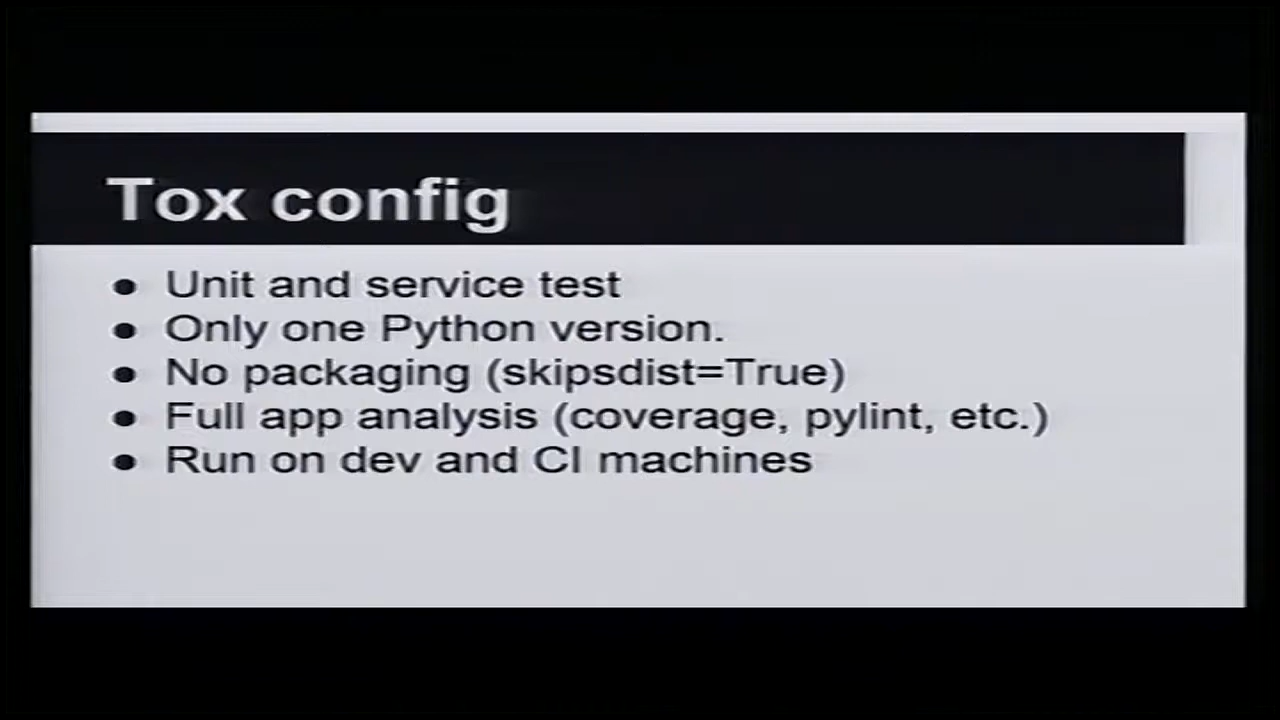 Tox config
● Unit and service test
● Only one Python version.
● No packaging (skipsdist=True)
● Full app analysis (coverage, pylint, etc.)
● Run on dev and CI machines